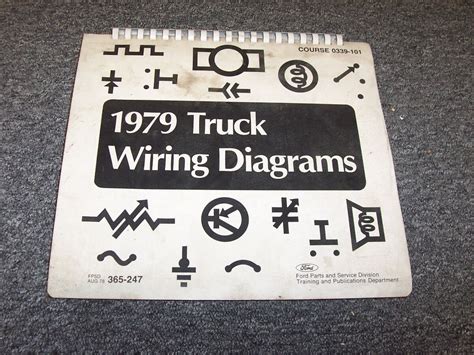 COURSE 0339-101
1979 Truck
Wiring Diagrams
FPSD
AUG 78 365-247
Ford
Ford Parts and Service Division
Training and Publications Department